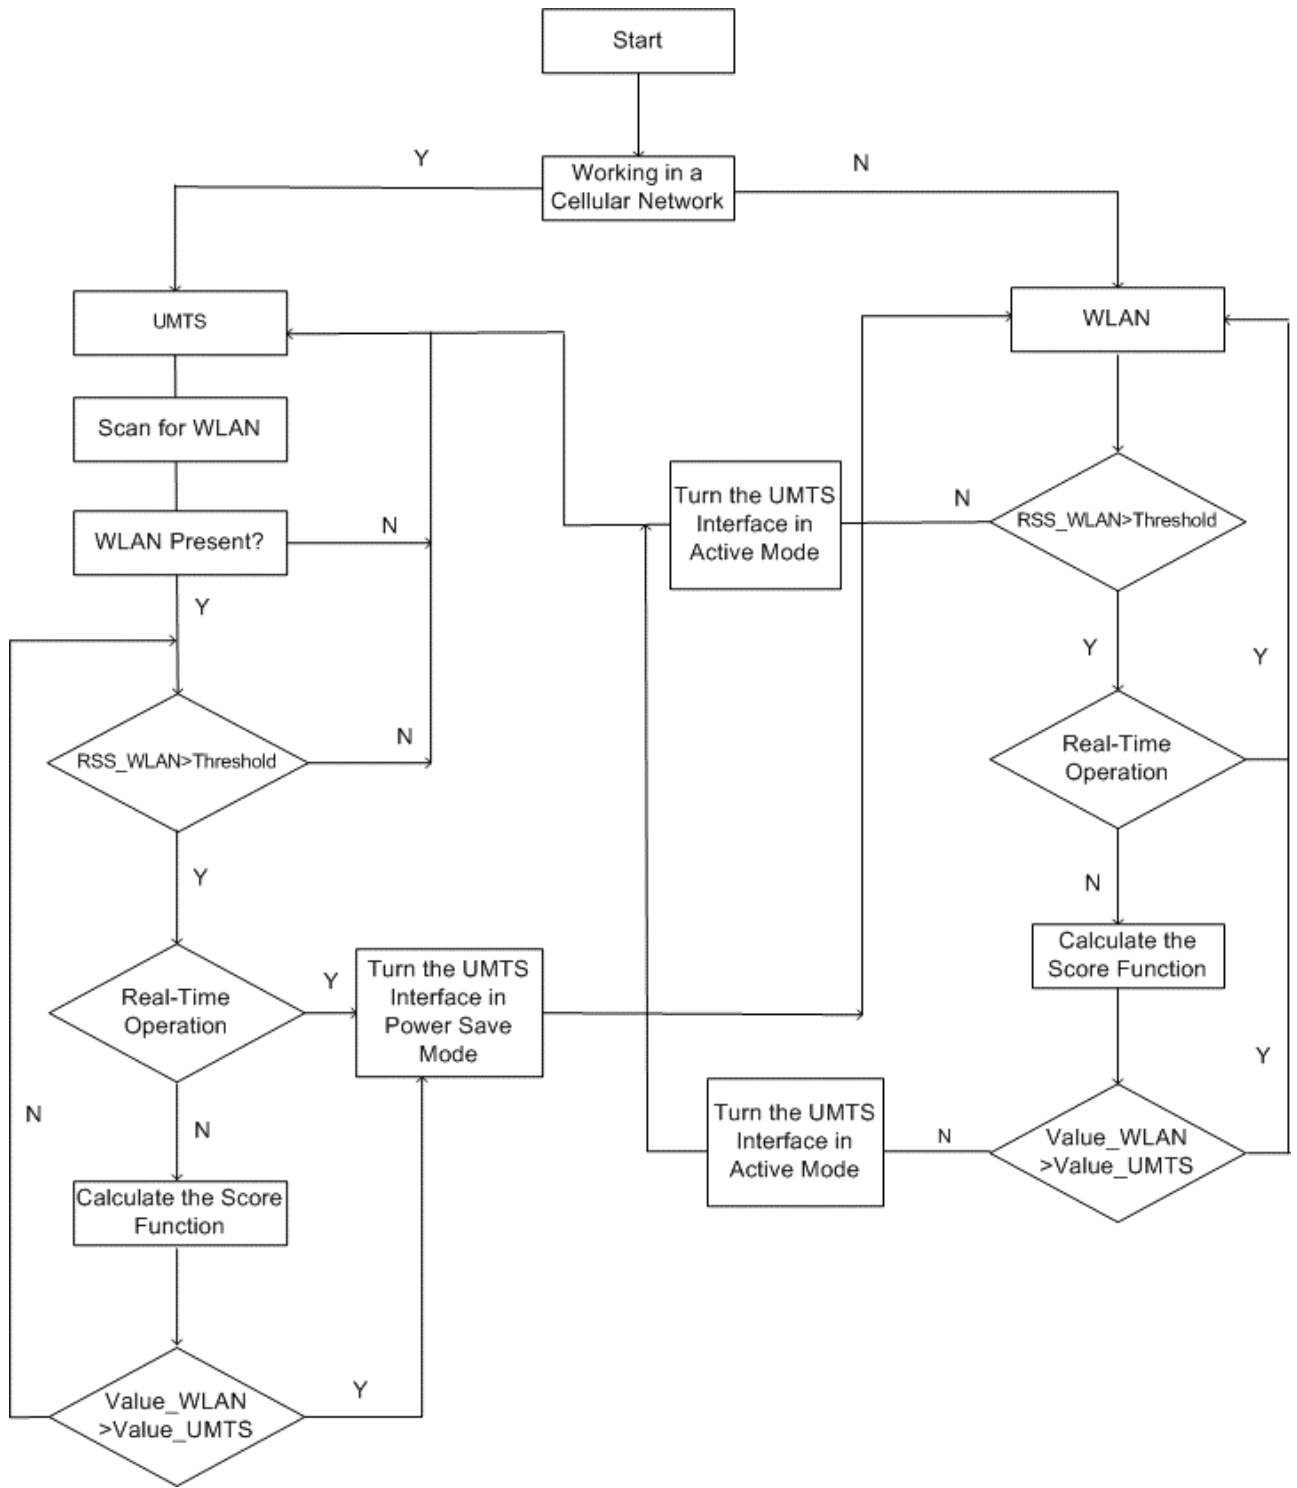 Start
Y
N
Working in a
Cellular Network
UMTS
WLAN
Scan for WLAN
Turn the UMTS
Interface in
Active Mode
N
RSS_WLAN>Threshold
WLAN Present?
N
Y
Y
Y
RSS_WLAN>Threshold
N
Real-Time
Operation
Y
N
Real-Time
Operation
Y
Turn the UMTS
Interface in
Power Save
Mode
Calculate the
Score Function
Y
N
N
Turn the UMTS
Interface in
Active Mode
N
Value_WLAN
>Value_UMTS
Calculate the Score
Function
Value_WLAN
>Value_UMTS
Y